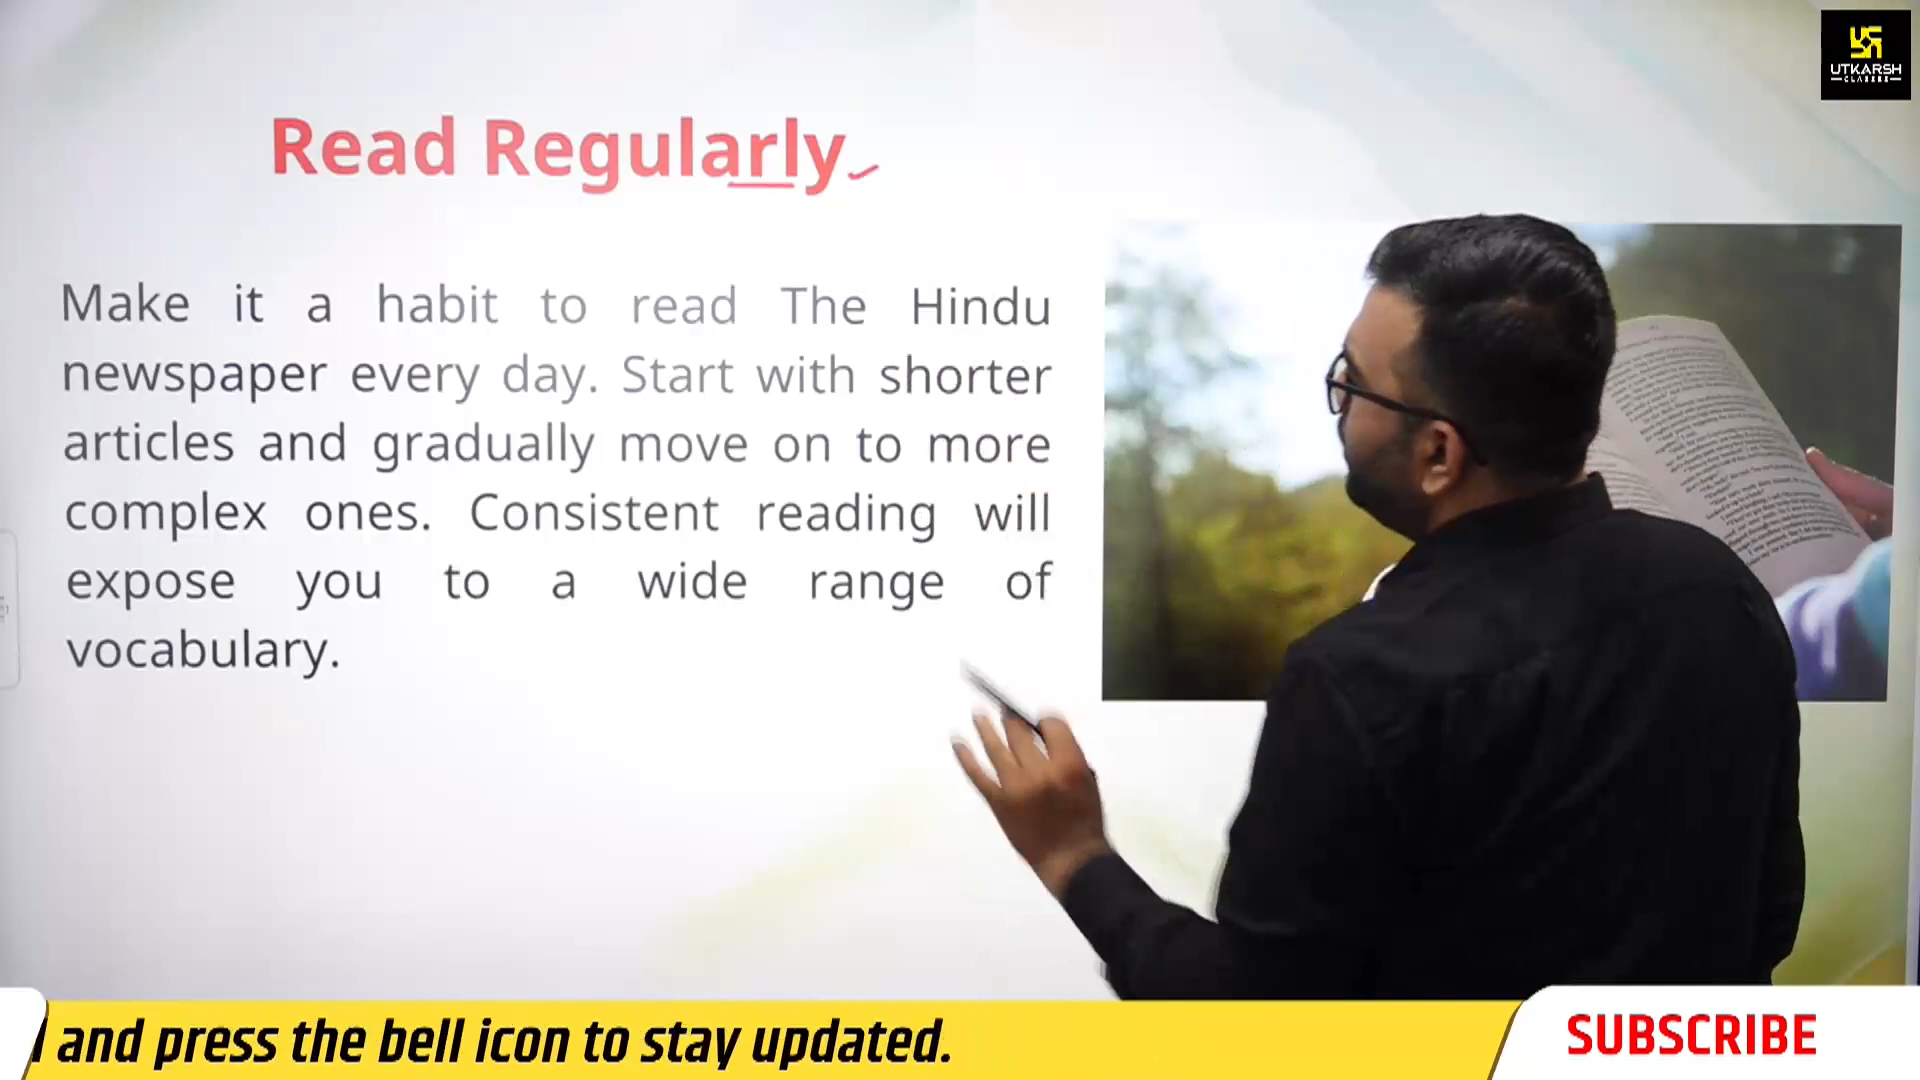 UTKARSH
CLASSES
Read Regularly
Make it a habit to read The Hindu
newspaper every day. Start with shorter
articles and gradually move on to more
complex ones. Consistent reading will
expose you to a wide range of
vocabulary.
and press the bell icon to stay updated.
SUBSCRIBE